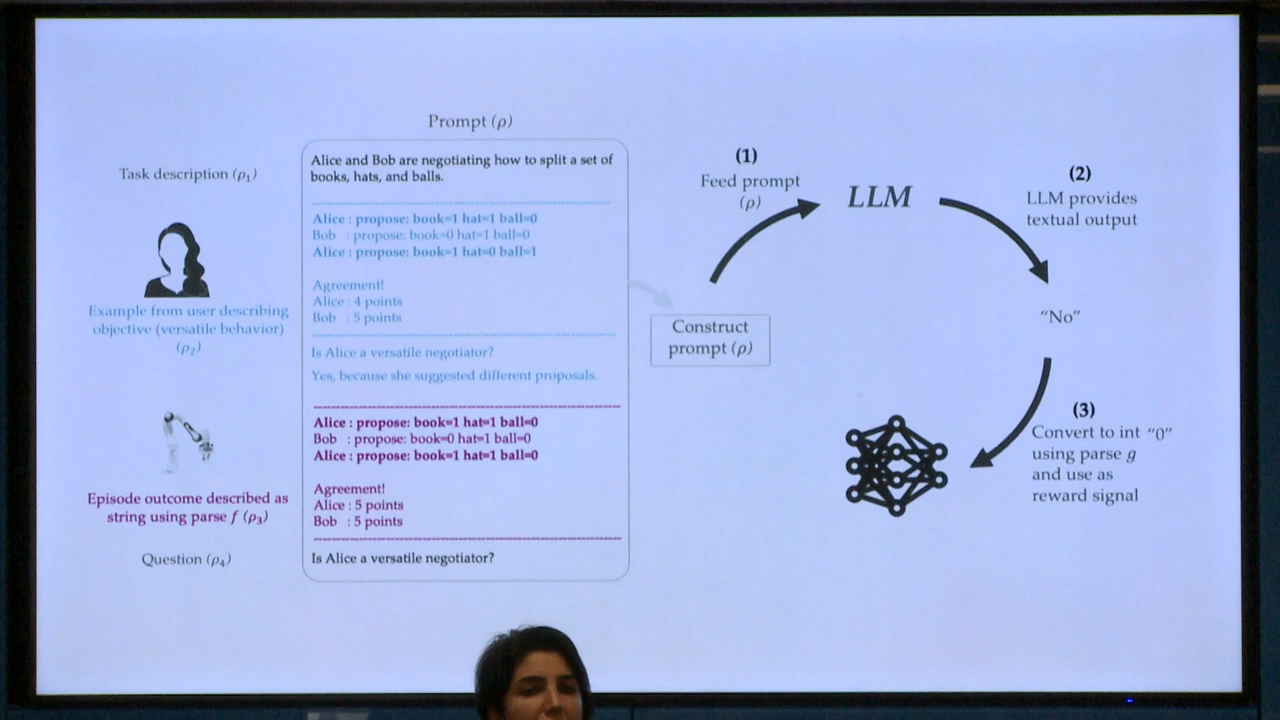 Prompt (ρ)
Task description (ρ₁)
Alice and Bob are negotiating how to split a set of
books, hats, and balls.
Example from user describing
objective (versatile behavior)
(ρ₂)
Alice : propose: book=1 hat=1 ball=0
Bob : propose: book=0 hat=1 ball=0
Alice : propose: book=1 hat=0 ball=1
Agreement!
Alice : 4 points
Bob : 5 points
Is Alice a versatile negotiator?
Yes, because she suggested different proposals.
Episode outcome described as
string using parse f (ρ₃)
Alice : propose: book=1 hat=1 ball=0
Bob : propose: book=0 hat=1 ball=0
Alice : propose: book=1 hat=1 ball=0
Agreement!
Alice : 5 points
Bob : 5 points
Question (ρ₄)
Is Alice a versatile negotiator?
Construct
prompt (ρ)
(1)
Feed prompt
(ρ)
LLM
(2)
LLM provides
textual output
“No”
(3)
Convert to int “0”
using parse g
and use as
reward signal